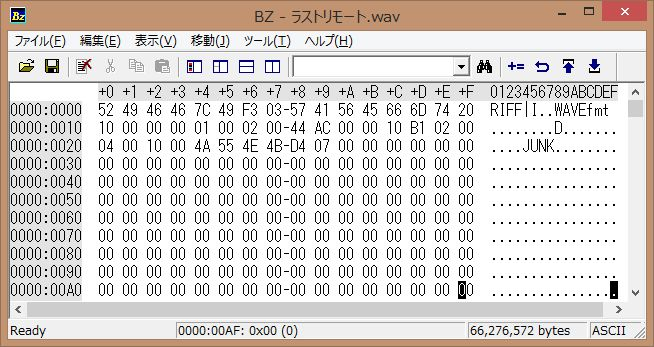 BZ - ラストリモート.wav
ファイル(F) 編集(E) 表示(V) 移動(J) ツール(T) ヘルプ(H)
+0 +1 +2 +3 +4 +5 +6 +7 +8 +9 +A +B +C +D +E +F 0123456789ABCDEF
0000:0000 52 49 46 46 7C 49 F3 03-57 41 56 45 66 6D 74 20 RIFF|I..WAVEfmt
0000:0010 10 00 00 00 01 00 02 00-44 AC 00 00 10 B1 02 00 ........D.......
0000:0020 04 00 10 00 4A 55 4E 4B-D4 07 00 00 00 00 00 00 ....JUNK........
0000:0030 00 00 00 00 00 00 00 00-00 00 00 00 00 00 00 00 ................
0000:0040 00 00 00 00 00 00 00 00-00 00 00 00 00 00 00 00 ................
0000:0050 00 00 00 00 00 00 00 00-00 00 00 00 00 00 00 00 ................
0000:0060 00 00 00 00 00 00 00 00-00 00 00 00 00 00 00 00 ................
0000:0070 00 00 00 00 00 00 00 00-00 00 00 00 00 00 00 00 ................
0000:0080 00 00 00 00 00 00 00 00-00 00 00 00 00 00 00 00 ................
0000:0090 00 00 00 00 00 00 00 00-00 00 00 00 00 00 00 00 ................
0000:00A0 00 00 00 00 00 00 00 00-00 00 00 00 00 00 00 00 ................
Ready 0000:00AF: 0x00 (0) 66,276,572 bytes ASCII